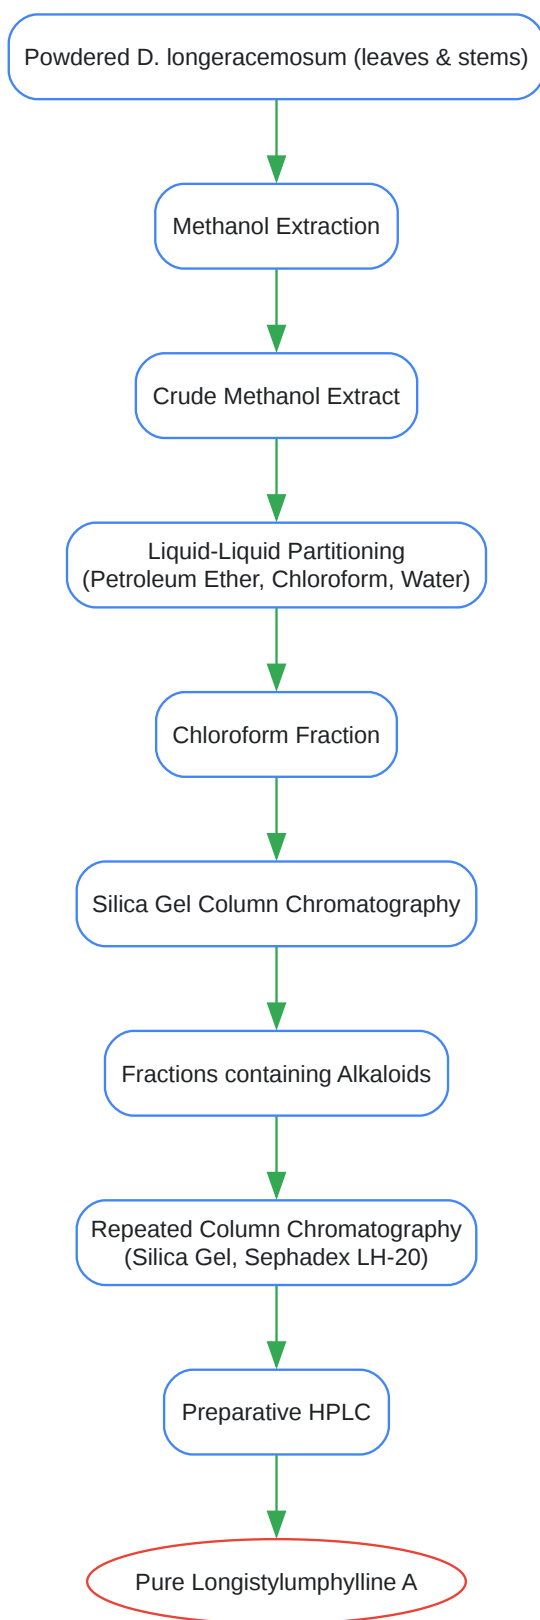 Powdered D. longeracemosum (leaves & stems)
Methanol Extraction
Crude Methanol Extract
Liquid-Liquid Partitioning
(Petroleum Ether, Chloroform, Water)
Chloroform Fraction
Silica Gel Column Chromatography
Fractions containing Alkaloids
Repeated Column Chromatography
(Silica Gel, Sephadex LH-20)
Preparative HPLC
Pure Longistylumphylline A